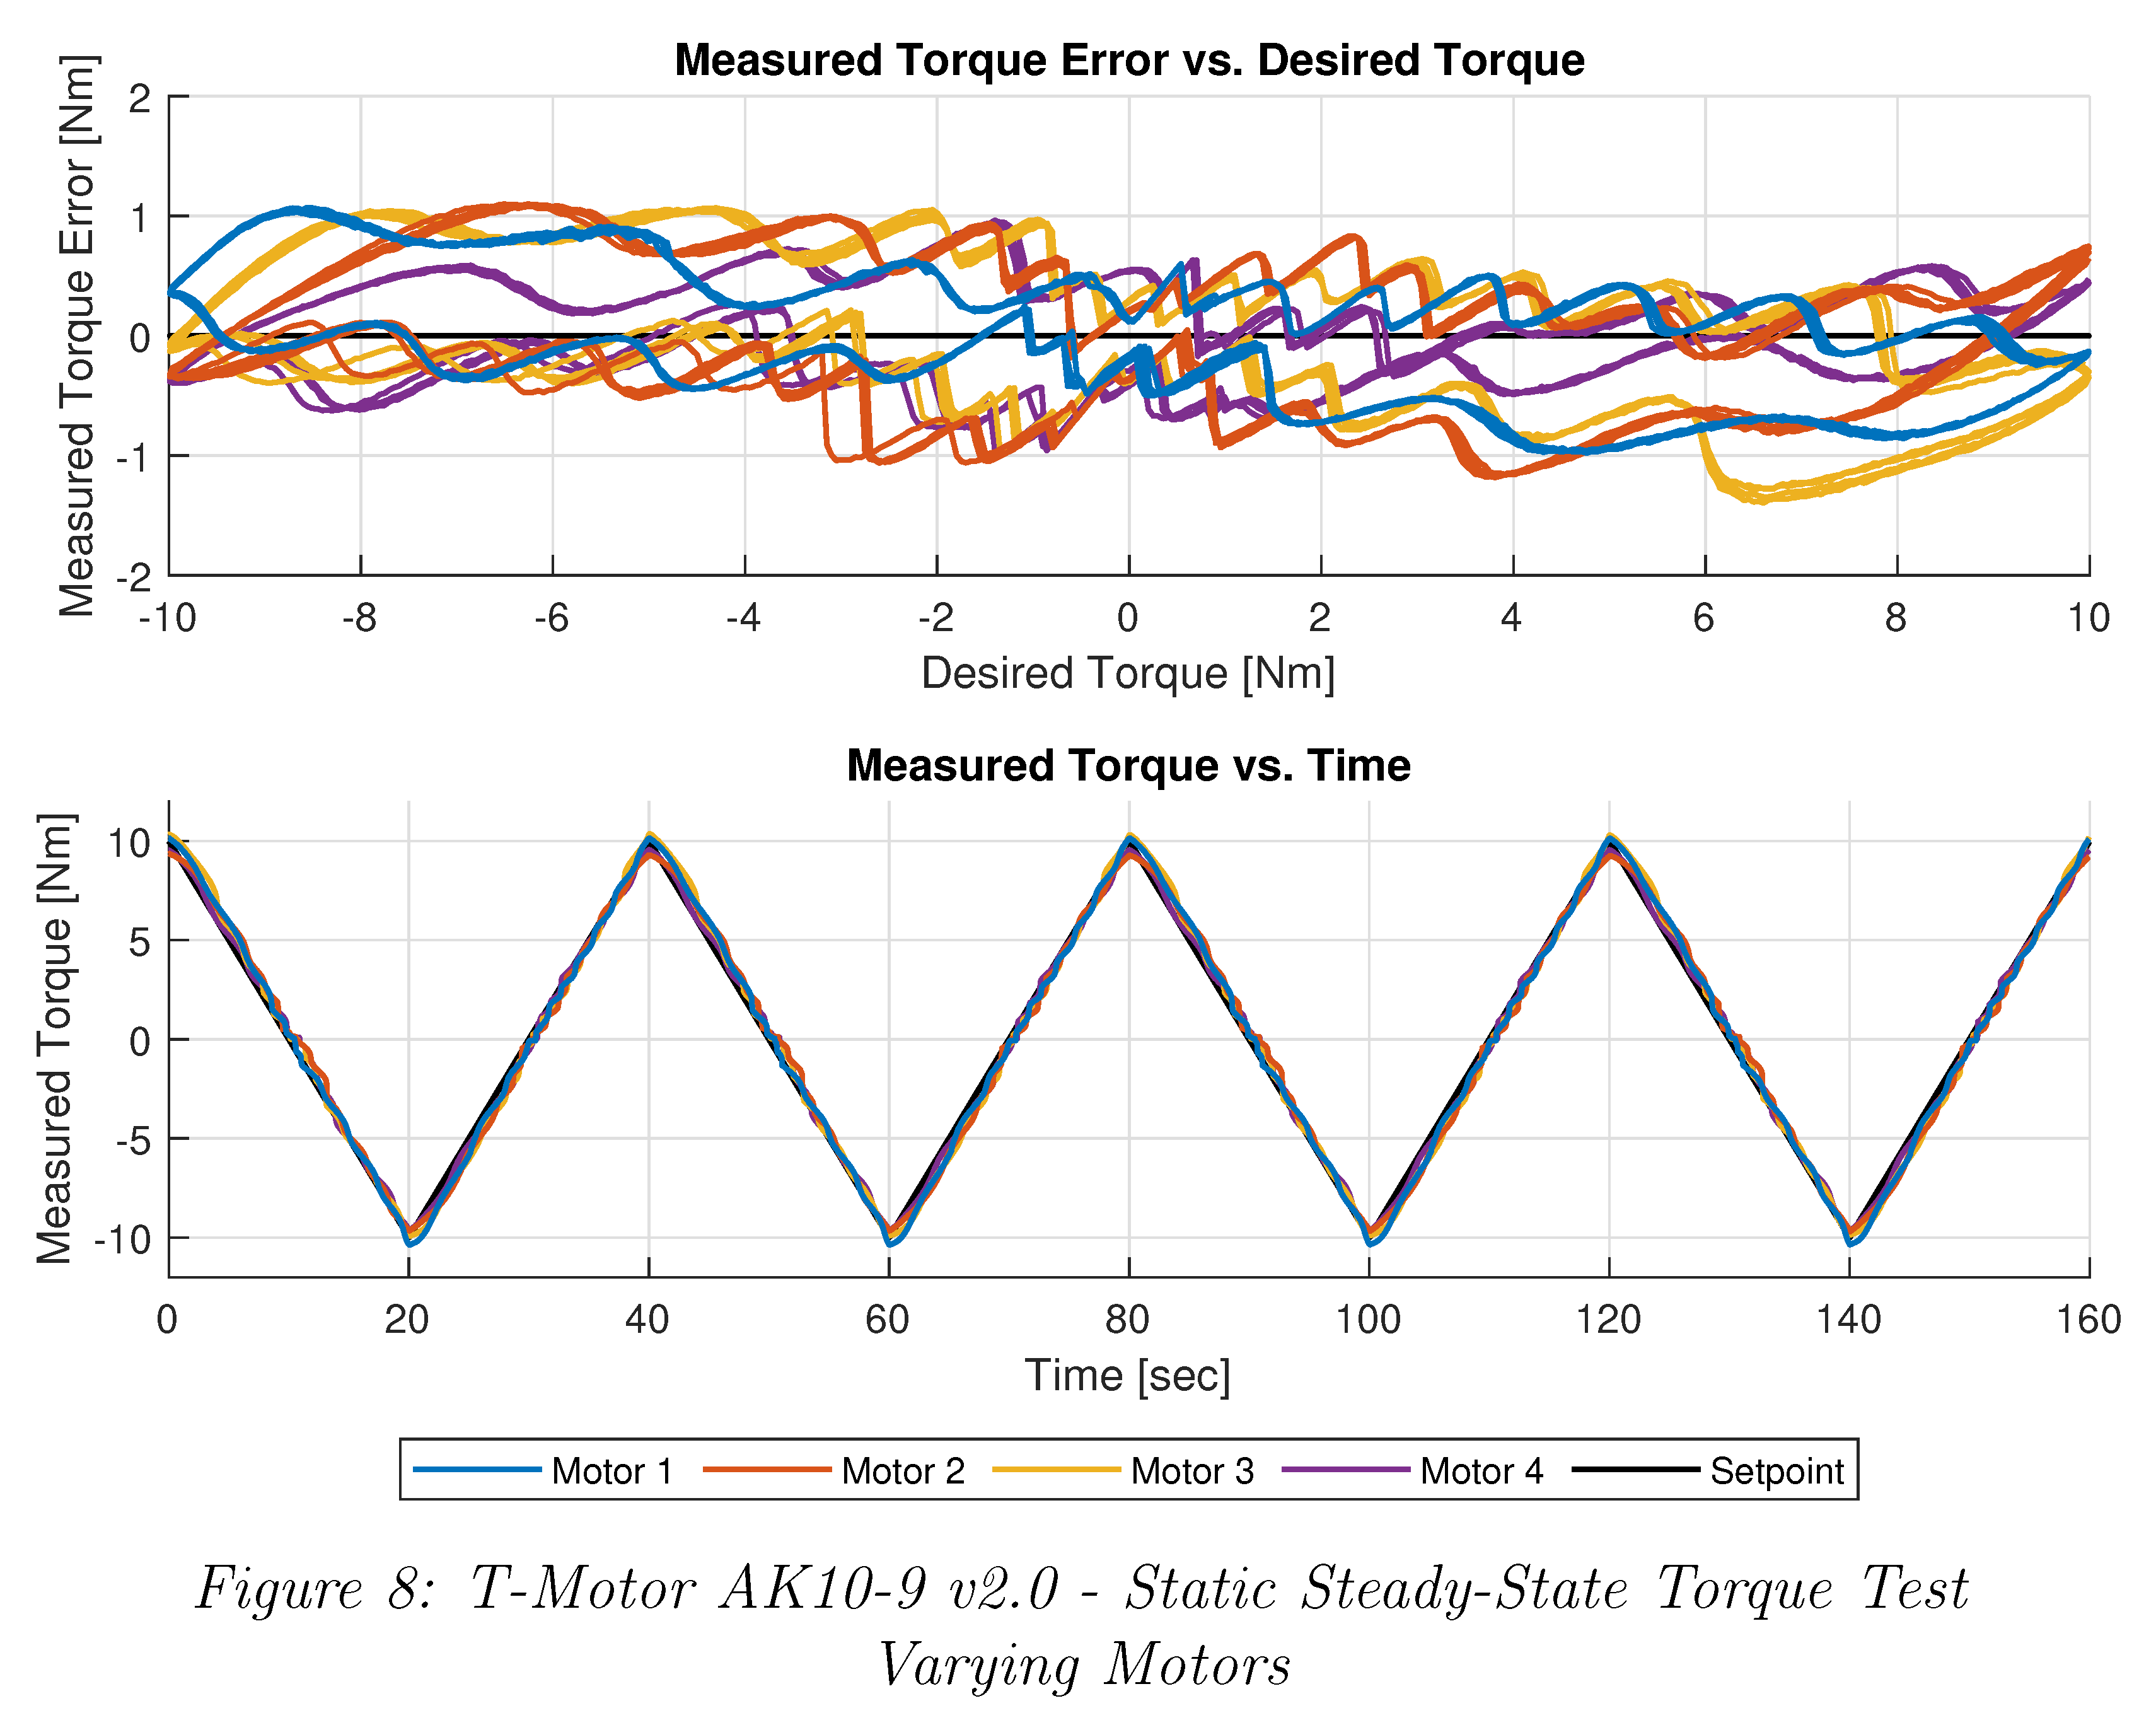 Measured Torque Error vs. Desired Torque
Measured Torque Error [Nm]
2
1
0
-1
-2
-10 -8 -6 -4 -2 0 2 4 6 8 10
Desired Torque [Nm]
Measured Torque vs. Time
Measured Torque [Nm]
10
5
0
-5
-10
0 20 40 60 80 100 120 140 160
Time [sec]
Motor 1 Motor 2 Motor 3 Motor 4 Setpoint
Figure 8: T-Motor AK10-9 v2.0 - Static Steady-State Torque Test
Varying Motors